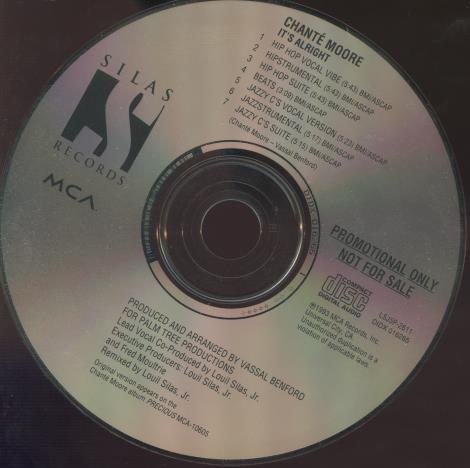 CHANTÉ MOORE
IT'S ALRIGHT
1 HIP HOP VOCAL VIBE (5:43) BMI/ASCAP
2 HIPSTRUMENTAL (5:43) BMI/ASCAP
3 HIP HOP SUITE (5:43) BMI/ASCAP
4 BEATS (3:08) BMI/ASCAP
5 JAZZY C'S VOCAL VERSION (5:23) BMI/ASCAP
6 JAZZSTRUMENTAL (5:17) BMI/ASCAP
7 JAZZY C'S SUITE (5:15) BMI/ASCAP
(Chanté Moore – Vassal Benford)
SILAS
RECORDS
MCA
PROMOTIONAL ONLY
NOT FOR SALE
COMPACT
disc
DIGITAL AUDIO
L53SP-2811
DIDX 016265
℗1993 MCA Records, Inc.
Universal City, CA.
Unauthorized duplication is a
violation of applicable laws.
PRODUCED AND ARRANGED BY VASSAL BENFORD
FOR PALM TREE PRODUCTIONS
Lead Vocal Co-Produced by Louil Silas, Jr.
Executive Producers: Louil Silas, Jr.
and Fred Moultrie
Remixed by Louil Silas, Jr.
Original version appears on the
Chanté Moore album PRECIOUS MCA-10605